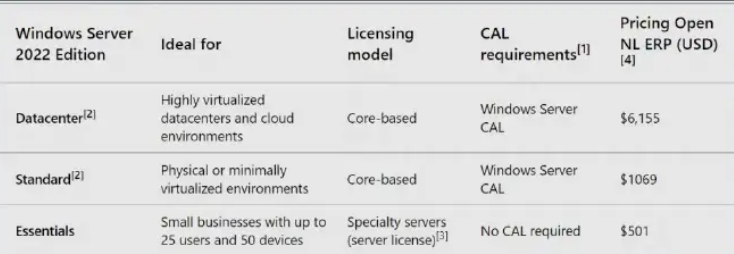 Windows Server 2022 Edition | Ideal for | Licensing model | CAL requirements[1] | Pricing Open NL ERP (USD) [4]
Datacenter[2] | Highly virtualized datacenters and cloud environments | Core-based | Windows Server CAL | $6,155
Standard[2] | Physical or minimally virtualized environments | Core-based | Windows Server CAL | $1069
Essentials | Small businesses with up to 25 users and 50 devices | Specialty servers (server license)[3] | No CAL required | $501